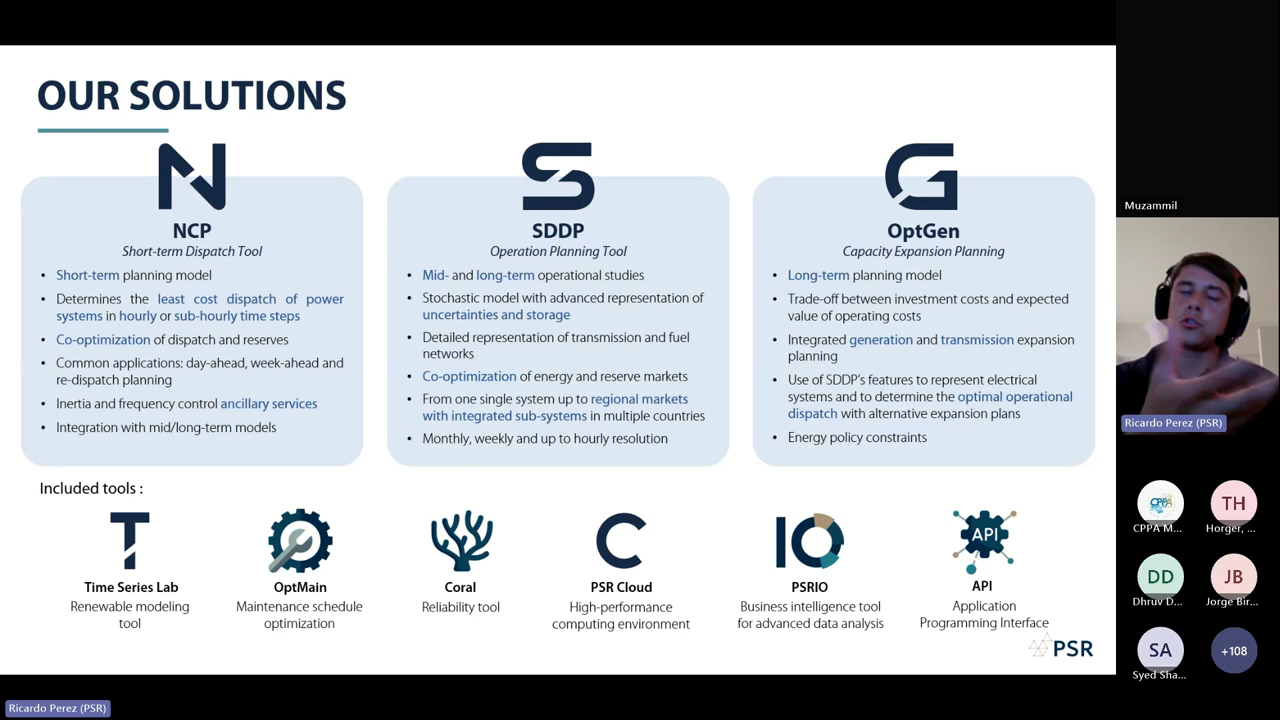 OUR SOLUTIONS
NCP
Short-term Dispatch Tool
• Short-term planning model
• Determines the least cost dispatch of power
systems in hourly or sub-hourly time steps
• Co-optimization of dispatch and reserves
• Common applications: day-ahead, week-ahead and
re-dispatch planning
• Inertia and frequency control ancillary services
• Integration with mid/long-term models
SDDP
Operation Planning Tool
• Mid- and long-term operational studies
• Stochastic model with advanced representation of
uncertainties and storage
• Detailed representation of transmission and fuel
networks
• Co-optimization of energy and reserve markets
• From one single system up to regional markets
with integrated sub-systems in multiple countries
• Monthly, weekly and up to hourly resolution
OptGen
Capacity Expansion Planning
• Long-term planning model
• Trade-off between investment costs and expected
value of operating costs
• Integrated generation and transmission expansion
planning
• Use of SDDP's features to represent electrical
systems and to determine the optimal operational
dispatch with alternative expansion plans
• Energy policy constraints
Included tools :
Time Series Lab
Renewable modeling
tool
OptMain
Maintenance schedule
optimization
Coral
Reliability tool
PSR Cloud
High-performance
computing environment
PSRIO
Business intelligence tool
for advanced data analysis
API
API
Application
Programming Interface
PSR
Ricardo Perez (PSR)
Muzammil
Ricardo Perez (PSR)
CPPA
CPPA M...
TH
Horger, ...
DD
Dhruv D...
JB
Jorge Bir...
SA
Syed Sha...
+108